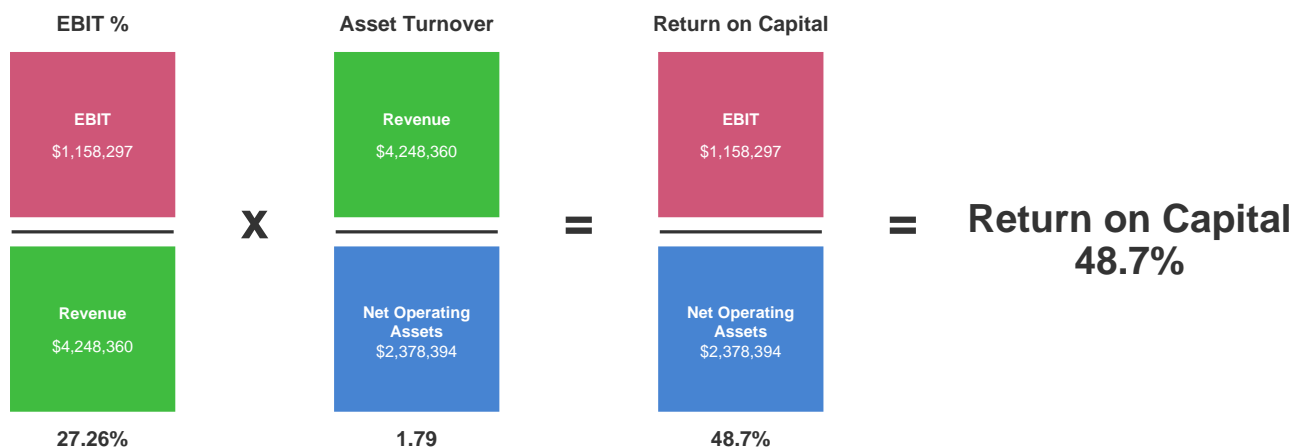 EBIT %
EBIT
$1,158,297
Revenue
$4,248,360
27.26%
x
Asset Turnover
Revenue
$4,248,360
Net Operating
Assets
$2,378,394
1.79
=
Return on Capital
EBIT
$1,158,297
Net Operating
Assets
$2,378,394
48.7%
=
Return on Capital
48.7%